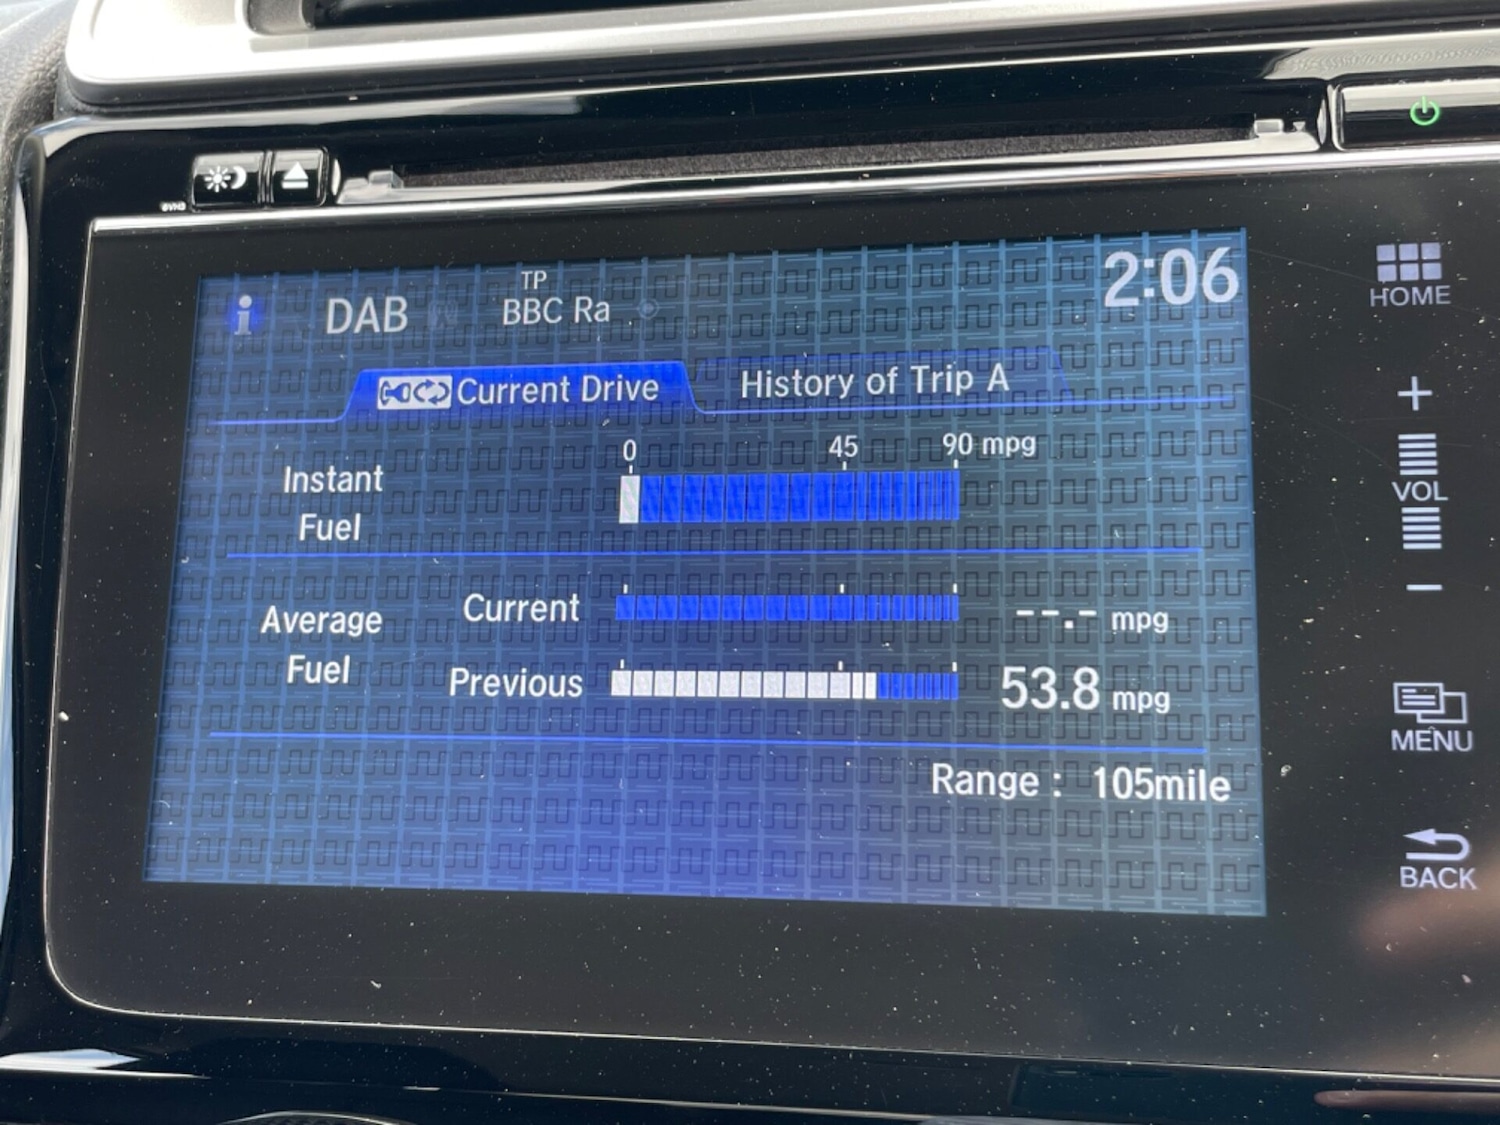 TP
2:06
DAB
BBC Ra
HOME
Current Drive
History of Trip A
0 45 90 mpg
Instant
Fuel
VOL
Average
Fuel
Current --.- mpg
Previous 53.8 mpg
MENU
Range : 105mile
BACK